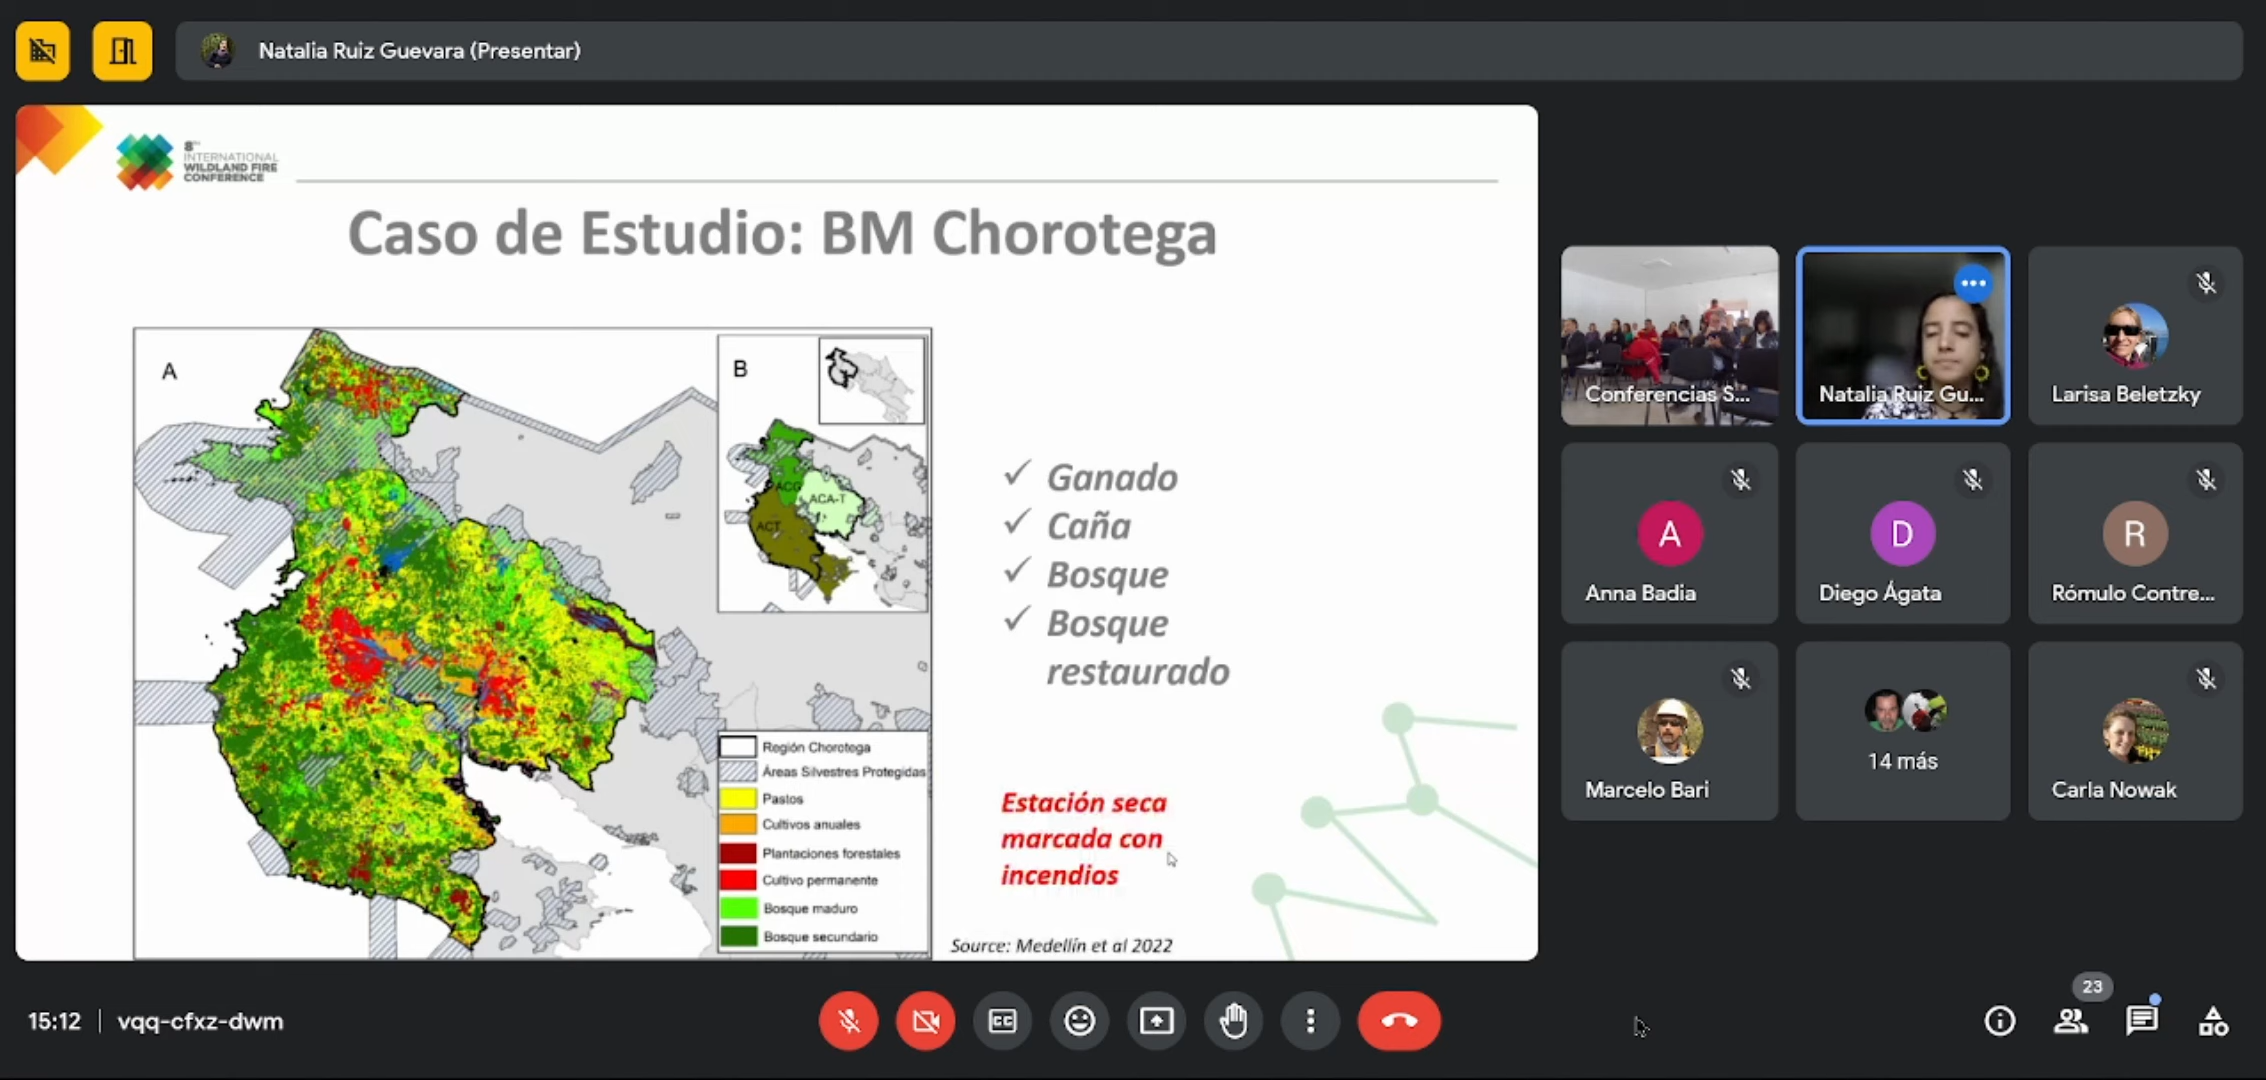 Natalia Ruiz Guevara (Presentar)
8TH
INTERNATIONAL
WILDLAND FIRE
CONFERENCE
Caso de Estudio: BM Chorotega
A
B
ACG
ACA-T
ACT
Región Chorotega
Áreas Silvestres Protegidas
Pastos
Cultivos anuales
Plantaciones forestales
Cultivo permanente
Bosque maduro
Bosque secundario
✓ Ganado
✓ Caña
✓ Bosque
✓ Bosque
restaurado
Estación seca
marcada con
incendios
Source: Medellín et al 2022
Conferencias S...
Natalia Ruiz Gu...
Larisa Beletzky
A
Anna Badia
D
Diego Ágata
R
Rómulo Contre...
Marcelo Bari
14 más
Carla Nowak
15:12 | vqq-cfxz-dwm
CC
23